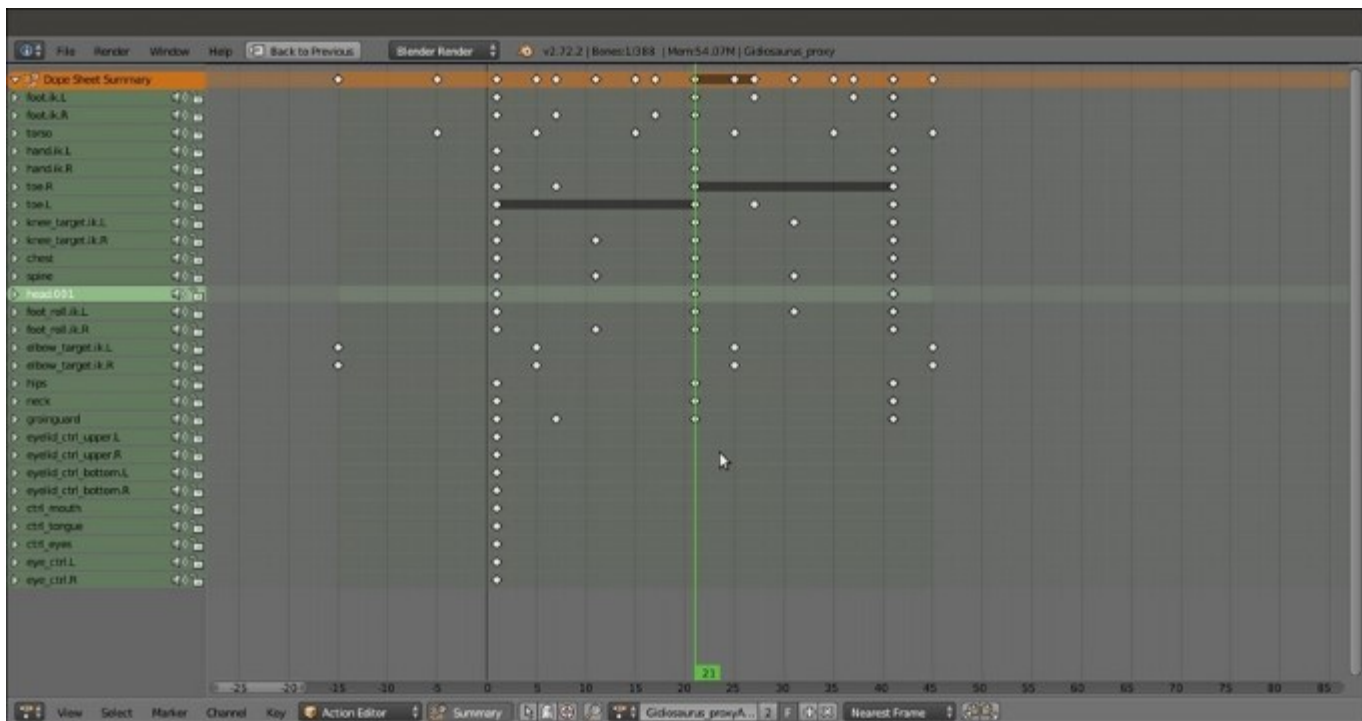 File Render Window Help Back to Previous Blender Render v2.72.2 | Bones:1/388 | Mem:54.07M | Gidiosaurus_proxy
Dope Sheet Summary
foot.ik.L
foot.ik.R
torso
hand.ik.L
hand.ik.R
toe.R
toe.L
knee_target.ik.L
knee_target.ik.R
chest
spine
head.001
foot_roll.ik.L
foot_roll.ik.R
elbow_target.ik.L
elbow_target.ik.R
hips
neck
groinguard
eyelid_ctrl_upper.L
eyelid_ctrl_upper.R
eyelid_ctrl_bottom.L
eyelid_ctrl_bottom.R
ctrl_mouth
ctrl_tongue
ctrl_eyes
eye_ctrl.L
eye_ctrl.R
21
-25 -20 -15 -10 -5 0 5 10 15 20 25 30 35 40 45 50 55 60 65 70 75 80 85
View Select Marker Channel Key Action Editor Summary Gidiosaurus_proxyA... 2 F Nearest Frame